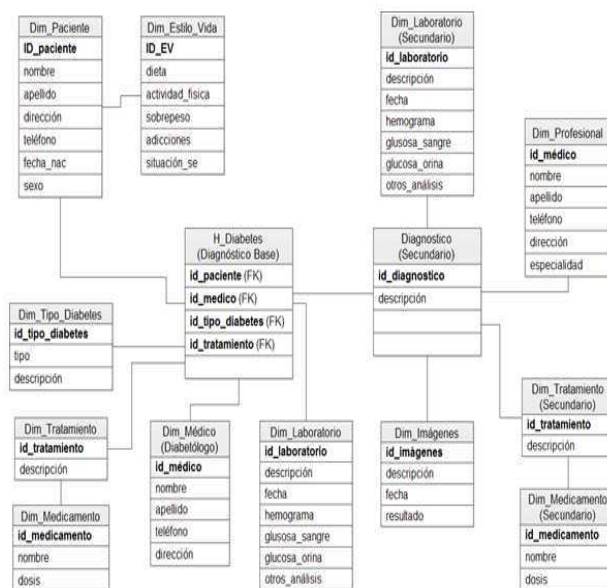 Dim_Paciente
ID_paciente
nombre
apellido
dirección
teléfono
fecha_nac
sexo
Dim_Estilo_Vida
ID_EV
dieta
actividad_física
sobrepeso
adicciones
situación_se
Dim_Laboratorio
(Secundario)
id_laboratorio
descripción
fecha
hemograma
glusosa_sangre
glucosa_orina
otros_análisis
Dim_Profesional
id_médico
nombre
apellido
teléfono
dirección
especialidad
H_Diabetes
(Diagnóstico Base)
id_paciente (FK)
id_medico (FK)
id_tipo_diabetes (FK)
id_tratamiento (FK)
Diagnostico
(Secundario)
id_diagnostico
descripción
Dim_Tipo_Diabetes
id_tipo_diabetes
tipo
descripción
Dim_Tratamiento
id_tratamiento
descripción
Dim_Medicamento
id_medicamento
nombre
dosis
Dim_Médico
(Diabetólogo)
id_médico
nombre
apellido
teléfono
dirección
Dim_Laboratorio
id_laboratorio
descripción
fecha
hemograma
glusosa_sangre
glucosa_orina
otros_análisis
Dim_Imágenes
id_imàgenes
descripción
fecha
resultado
Dim_Tratamiento
(Secundario)
id_tratamiento
descripción
Dim_Medicamento
(Secundario)
id_medicamento
nombre
dosis